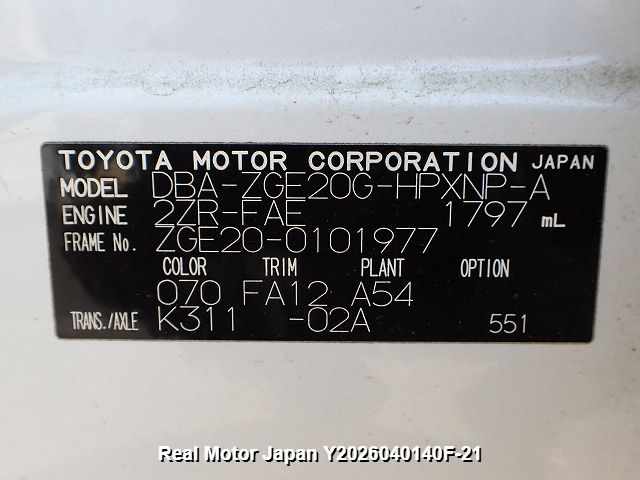 TOYOTA MOTOR CORPORATION JAPAN
MODEL DBA-ZGE20G-HPXNP-A
ENGINE 2ZR-FAE 1797 mL
FRAME No. ZGE20-0101977
COLOR TRIM PLANT OPTION
070 FA12 A54
TRANS./AXLE K311 -02A 551
Real Motor Japan Y2026040140F-21